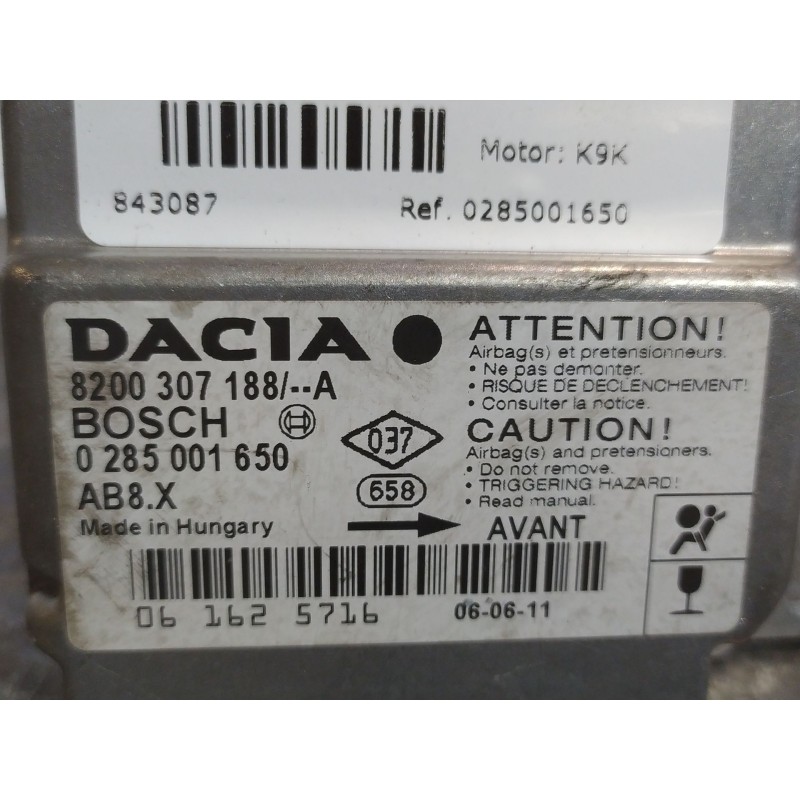 Motor: K9K
843087
Ref. 0285001650
DACIA
8200 307 188/--A
BOSCH
0 285 001 650
AB8.X
Made in Hungary
037
658
AVANT
ATTENTION!
Airbag(s) et pretensionneurs.
• Ne pas demonter.
• RISQUE DE DECLENCHEMENT!
• Consulter la notice.
CAUTION!
Airbag(s) and pretensioners.
• Do not remove.
• TRIGGERING HAZARD!
• Read manual.
06 162 5716
06-06-11